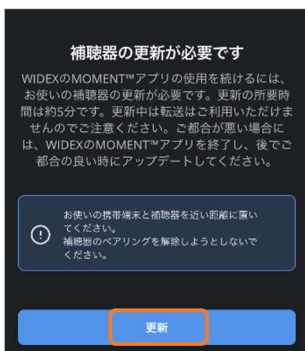 補聴器の更新が必要です
WIDEXのMOMENT™アプリの使用を続けるには、
お使いの補聴器の更新が必要です。更新の所要時
間は約5分です。更新中は転送はご利用いただけま
せんのでご注意ください。ご都合が悪い場合に
は、WIDEXのMOMENT™アプリを終了し、後でご
都合の良い時にアップデートしてください。
お使いの携帯端末と補聴器を近い距離に置い
てください。
補聴器のペアリングを解除しようとしないで
ください。
更新